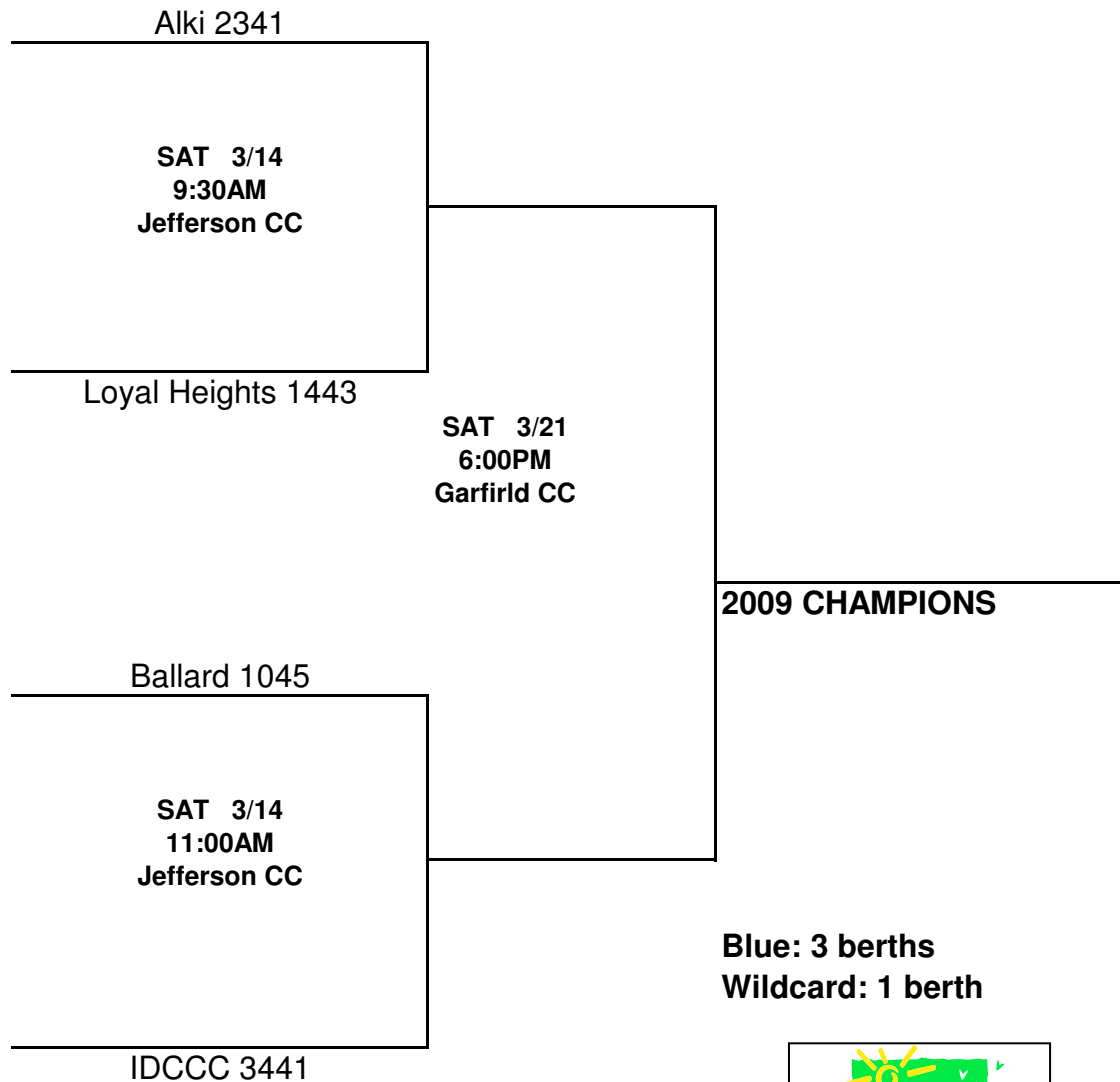 Alki 2341
SAT 3/14
9:30AM
Jefferson CC
Loyal Heights 1443
SAT 3/21
6:00PM
Garfirld CC
2009 CHAMPIONS
Ballard 1045
SAT 3/14
11:00AM
Jefferson CC
IDCCC 3441
Blue: 3 berths
Wildcard: 1 berth